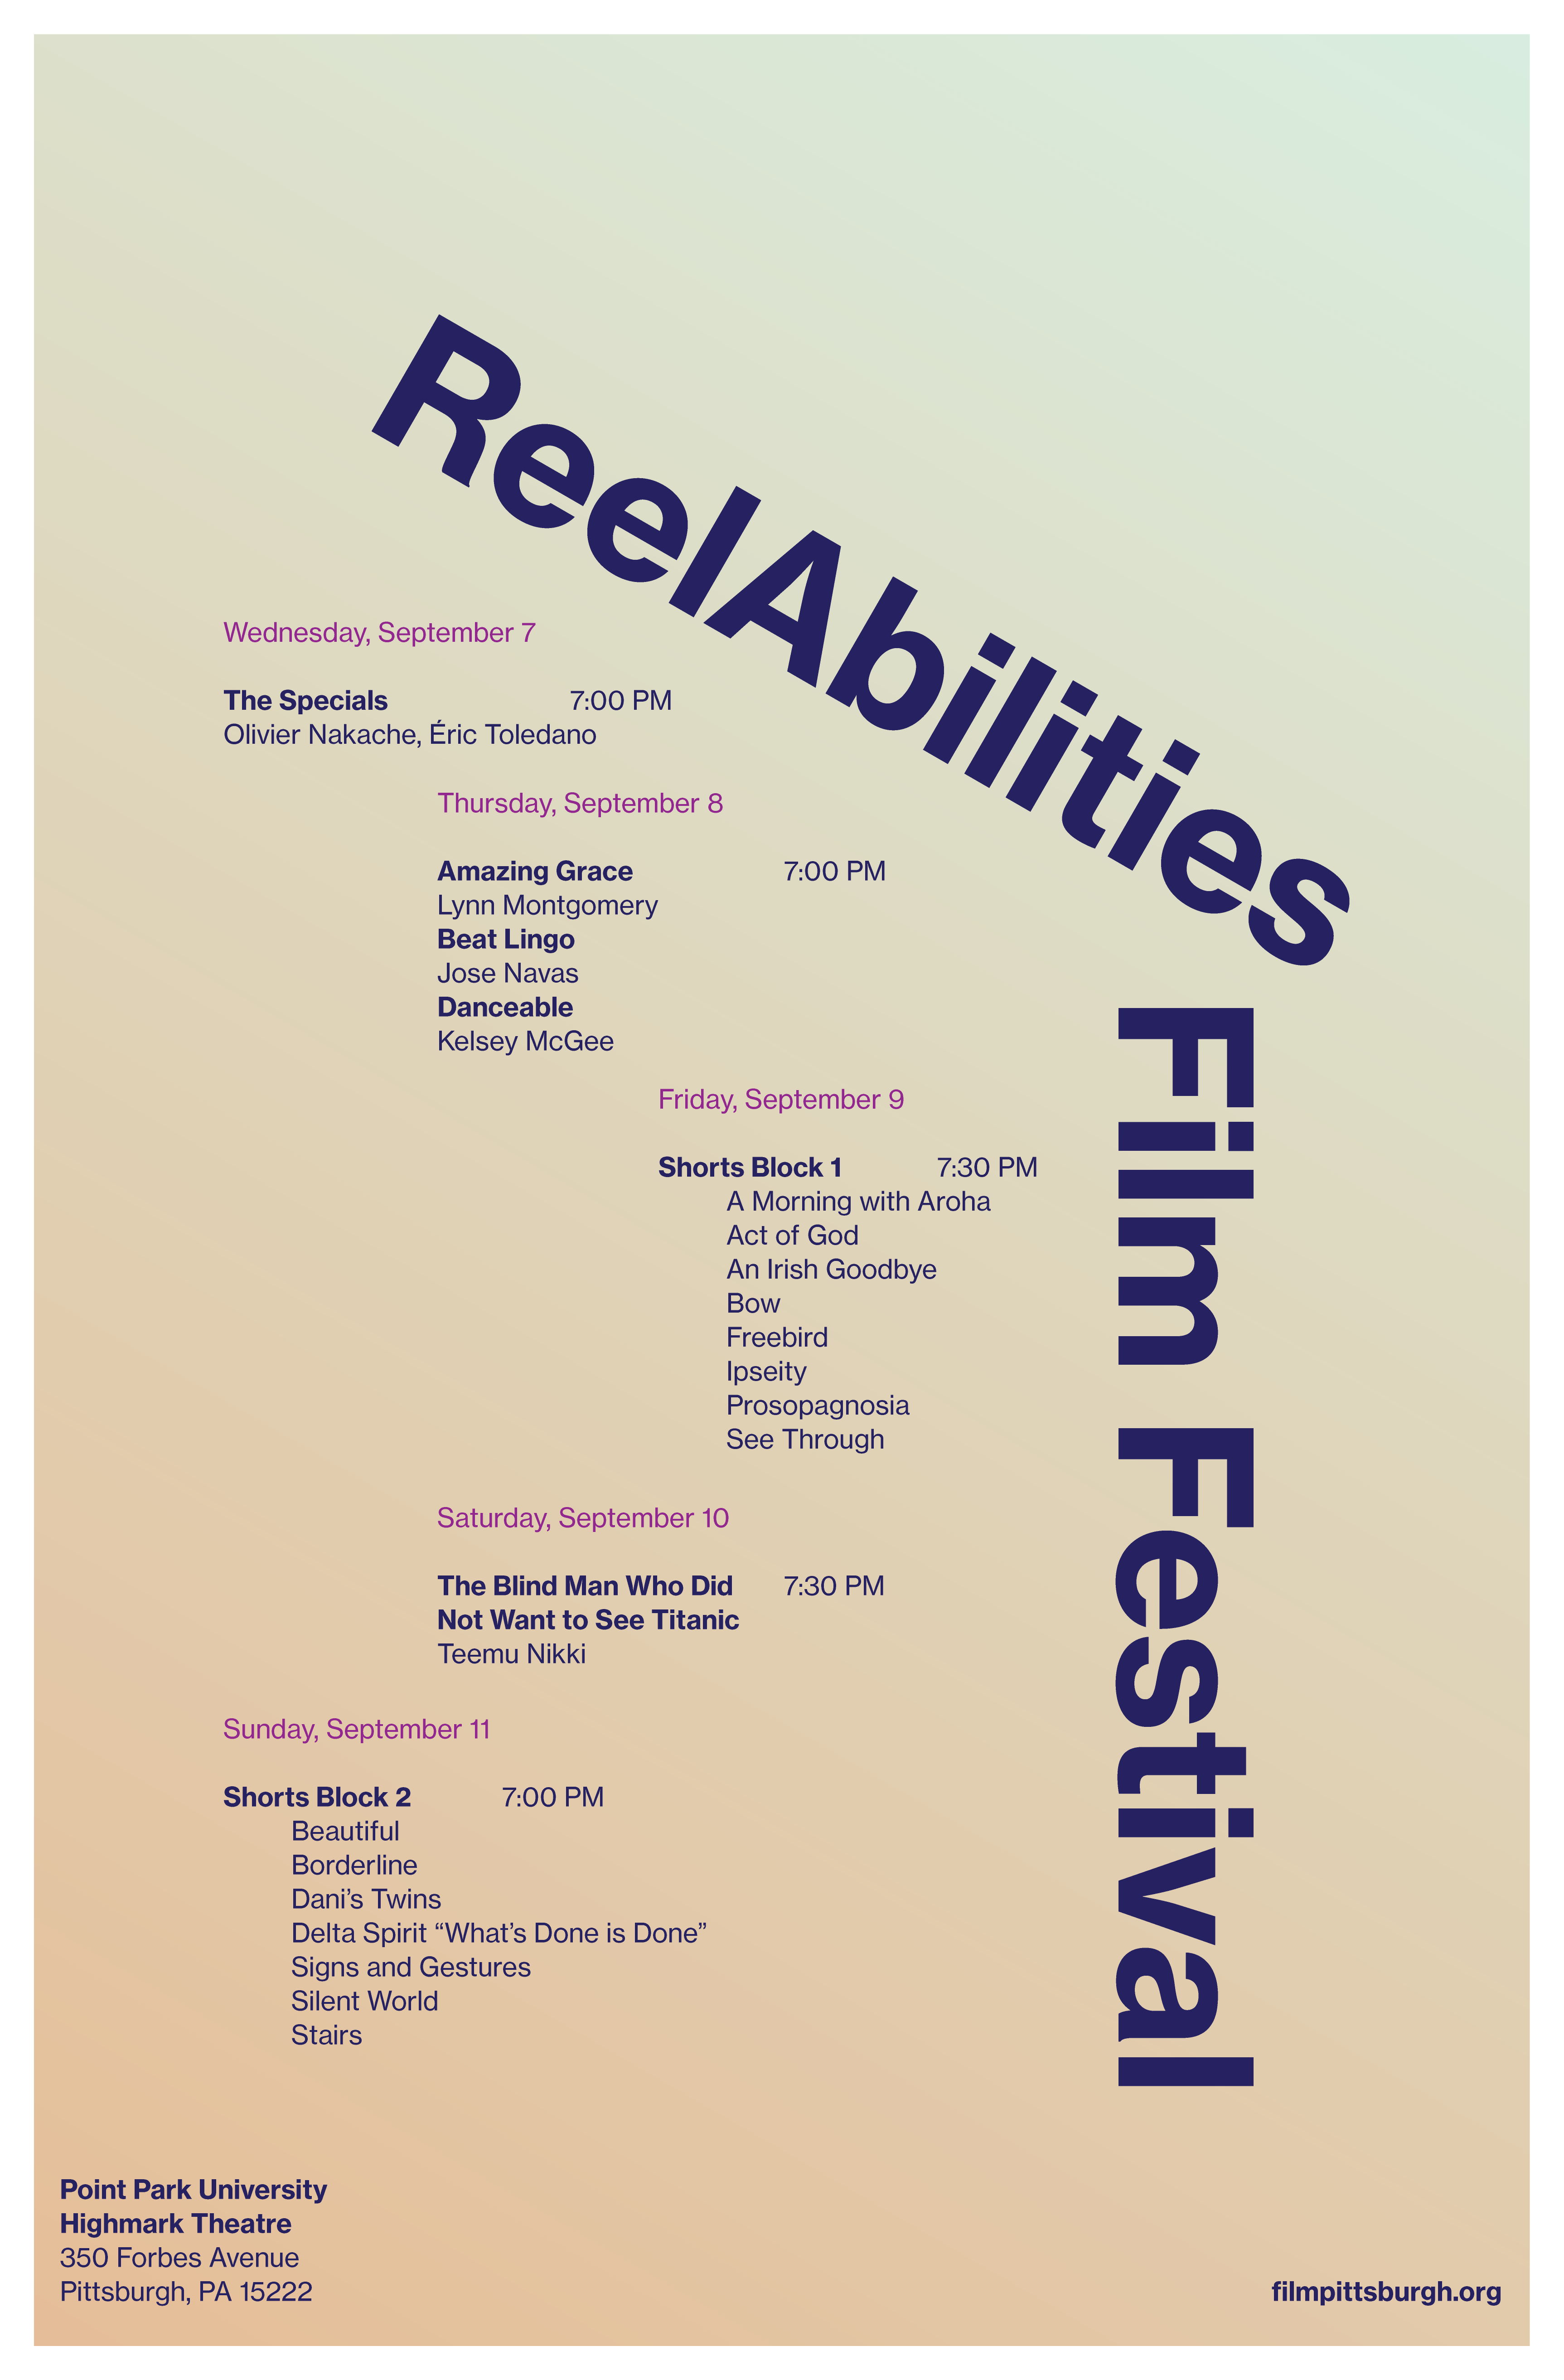 ReelAbilities
Film Festival
Wednesday, September 7
The Specials 7:00 PM
Olivier Nakache, Éric Toledano
Thursday, September 8
Amazing Grace 7:00 PM
Lynn Montgomery
Beat Lingo
Jose Navas
Danceable
Kelsey McGee
Friday, September 9
Shorts Block 1 7:30 PM
A Morning with Aroha
Act of God
An Irish Goodbye
Bow
Freebird
Ipseity
Prosopagnosia
See Through
Saturday, September 10
The Blind Man Who Did 7:30 PM
Not Want to See Titanic
Teemu Nikki
Sunday, September 11
Shorts Block 2 7:00 PM
Beautiful
Borderline
Dani’s Twins
Delta Spirit “What’s Done is Done”
Signs and Gestures
Silent World
Stairs
Point Park University
Highmark Theatre
350 Forbes Avenue
Pittsburgh, PA 15222
filmpittsburgh.org